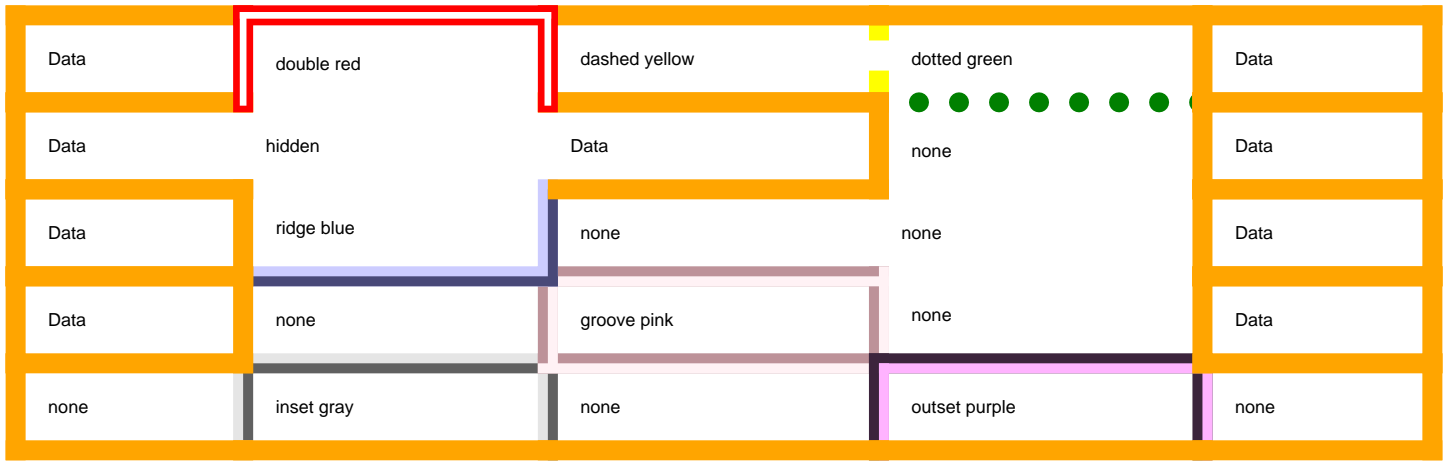 Data double red dashed yellow dotted green Data
Data hidden Data none Data
Data ridge blue none none Data
Data none groove pink none Data
none inset gray none outset purple none